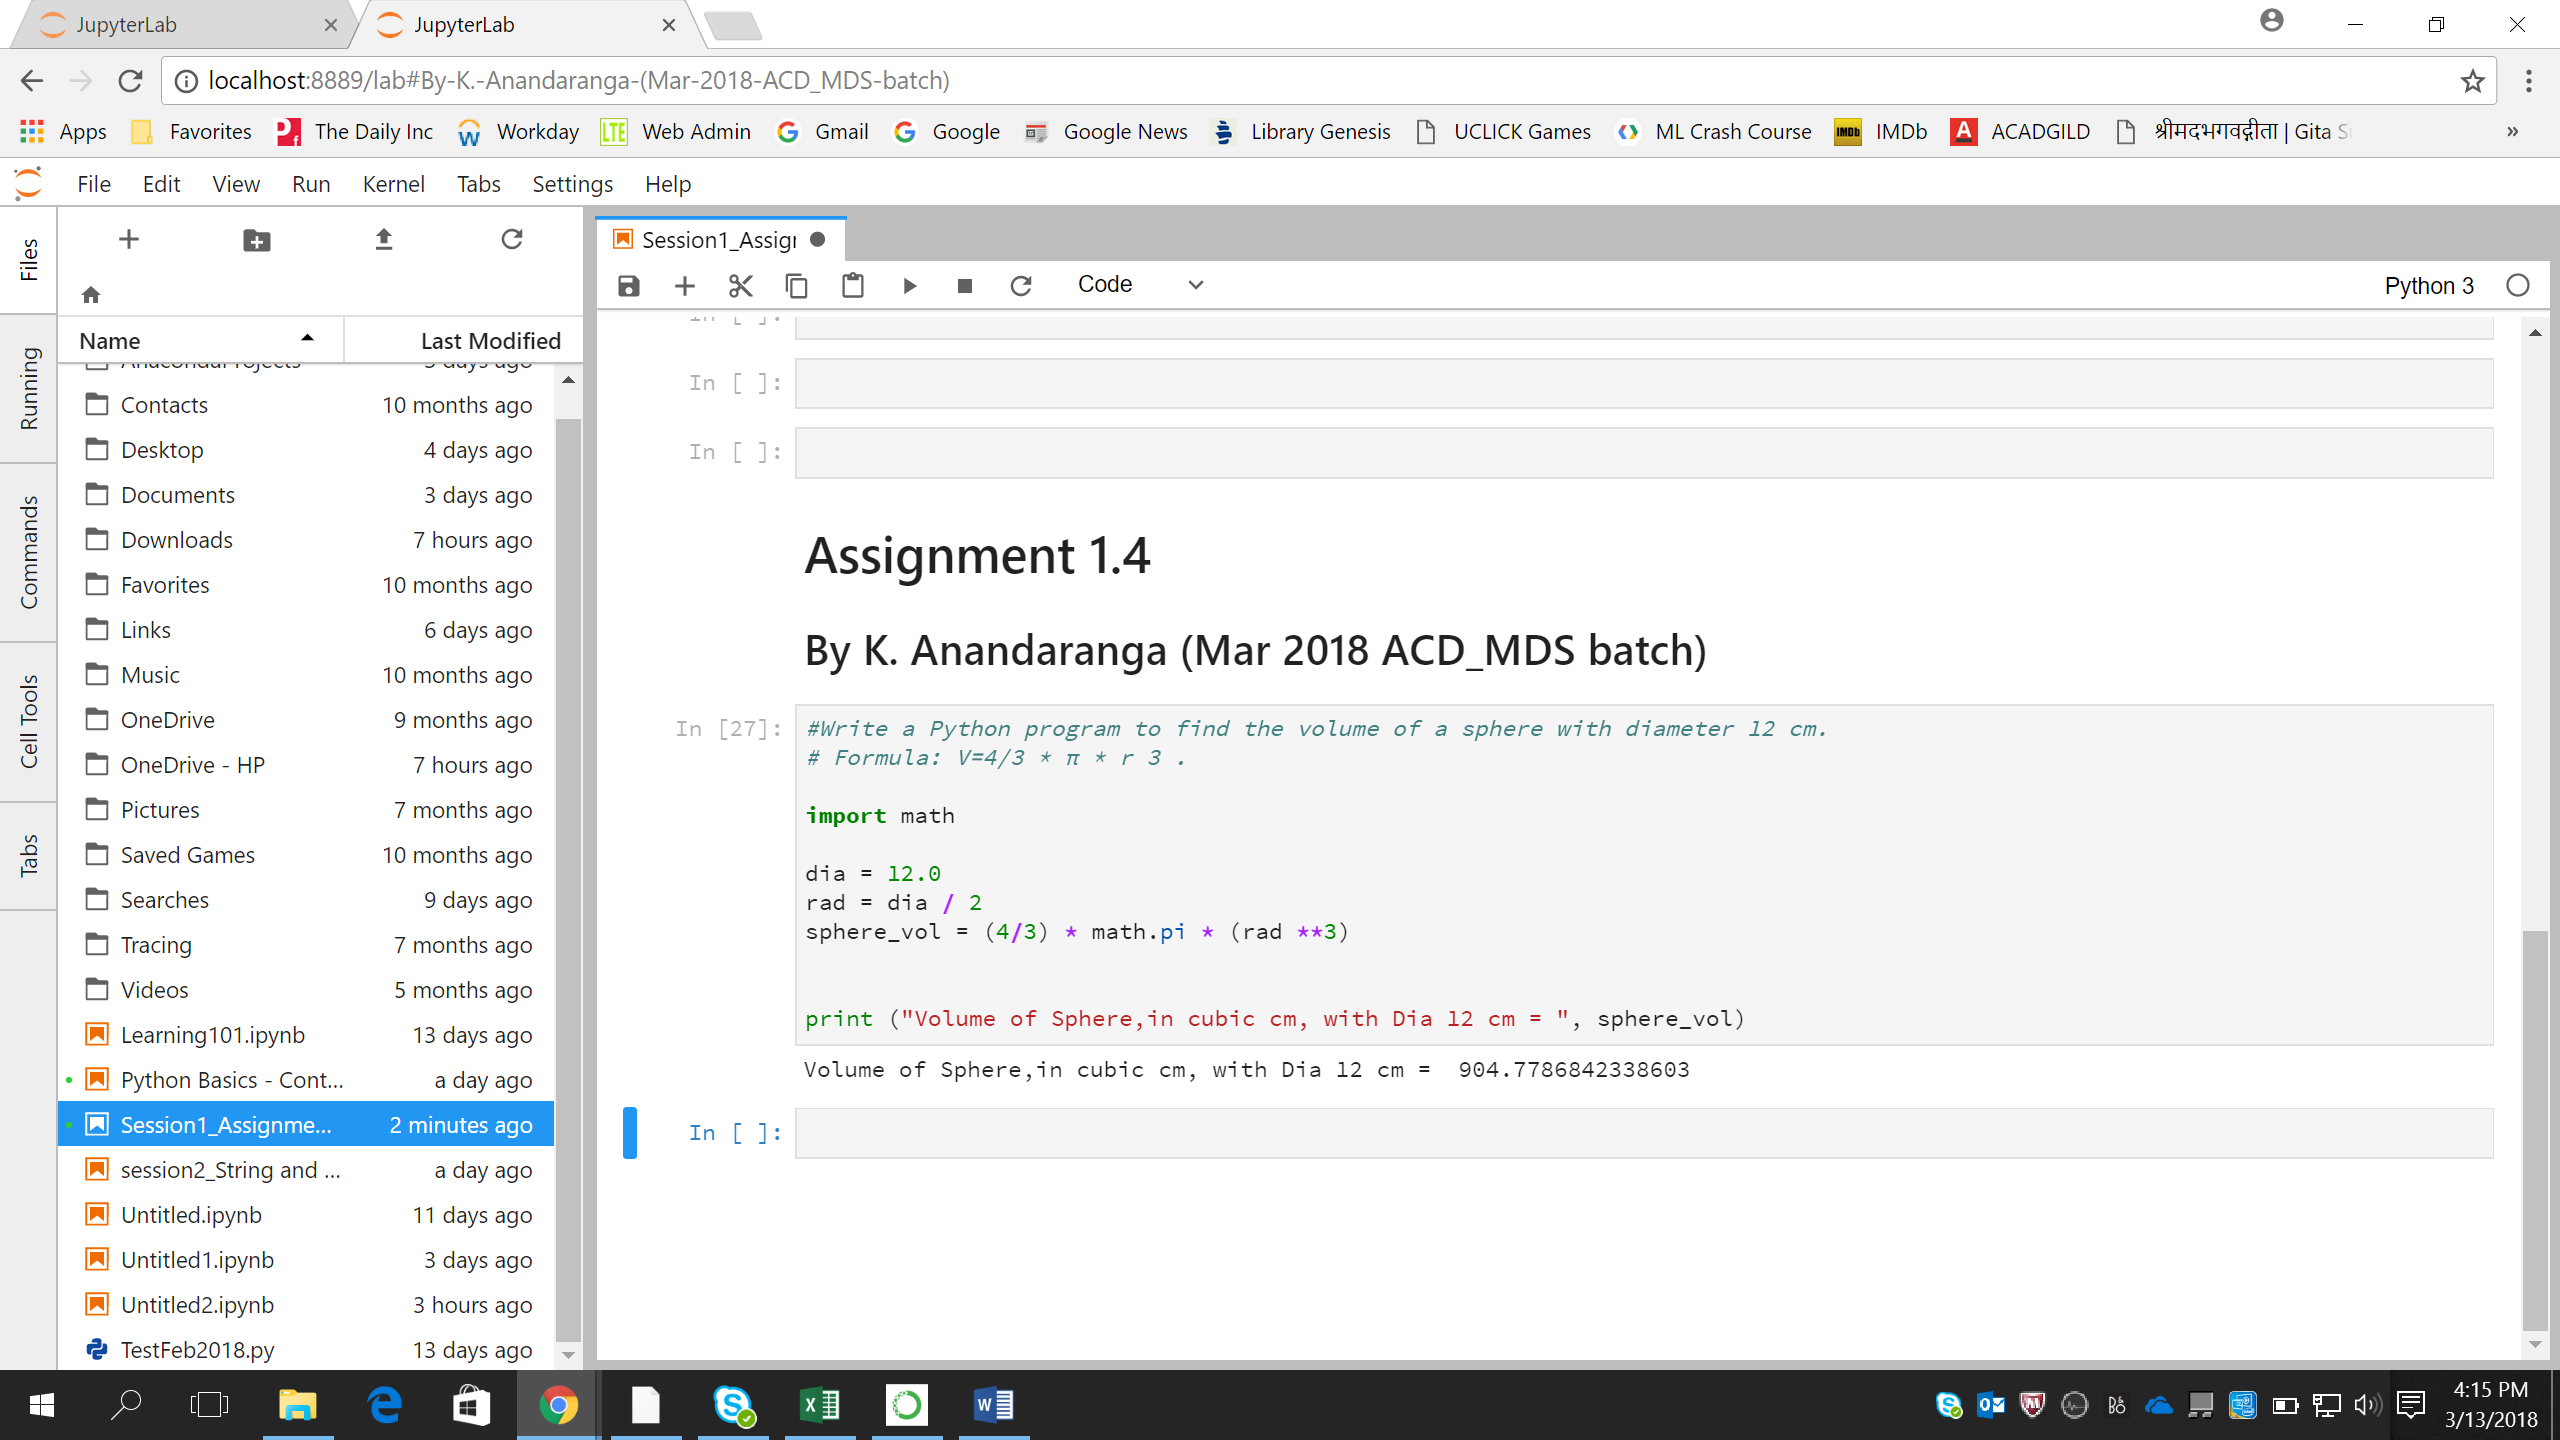 JupyterLab
JupyterLab
localhost:8889/lab#By-K.-Anandaranga-(Mar-2018-ACD_MDS-batch)
Apps Favorites The Daily Inc Workday Web Admin Gmail Google Google News Library Genesis UCLICK Games ML Crash Course IMDb ACADGILD श्रीमदभगवद्गीता | Gita »
File Edit View Run Kernel Tabs Settings Help
Files
Running
Commands
Cell Tools
Tabs
Name Last Modified
AnacondaProjects 3 days ago
Contacts 10 months ago
Desktop 4 days ago
Documents 3 days ago
Downloads 7 hours ago
Favorites 10 months ago
Links 6 days ago
Music 10 months ago
OneDrive 9 months ago
OneDrive - HP 7 hours ago
Pictures 7 months ago
Saved Games 10 months ago
Searches 9 days ago
Tracing 7 months ago
Videos 5 months ago
Learning101.ipynb 13 days ago
Python Basics - Cont... a day ago
Session1_Assignme... 2 minutes ago
session2_String and ... a day ago
Untitled.ipynb 11 days ago
Untitled1.ipynb 3 days ago
Untitled2.ipynb 3 hours ago
TestFeb2018.py 13 days ago
Session1_Assig
Code
Python 3
In [ ]:
In [ ]:
In [ ]:
Assignment 1.4
By K. Anandaranga (Mar 2018 ACD_MDS batch)
In [27]:
#Write a Python program to find the volume of a sphere with diameter 12 cm.
# Formula: V=4/3 * π * r 3 .
import math
dia = 12.0
rad = dia / 2
sphere_vol = (4/3) * math.pi * (rad **3)
print ("Volume of Sphere,in cubic cm, with Dia 12 cm = ", sphere_vol)
Volume of Sphere,in cubic cm, with Dia 12 cm =  904.7786842338603
In [ ]:
4:15 PM
3/13/2018